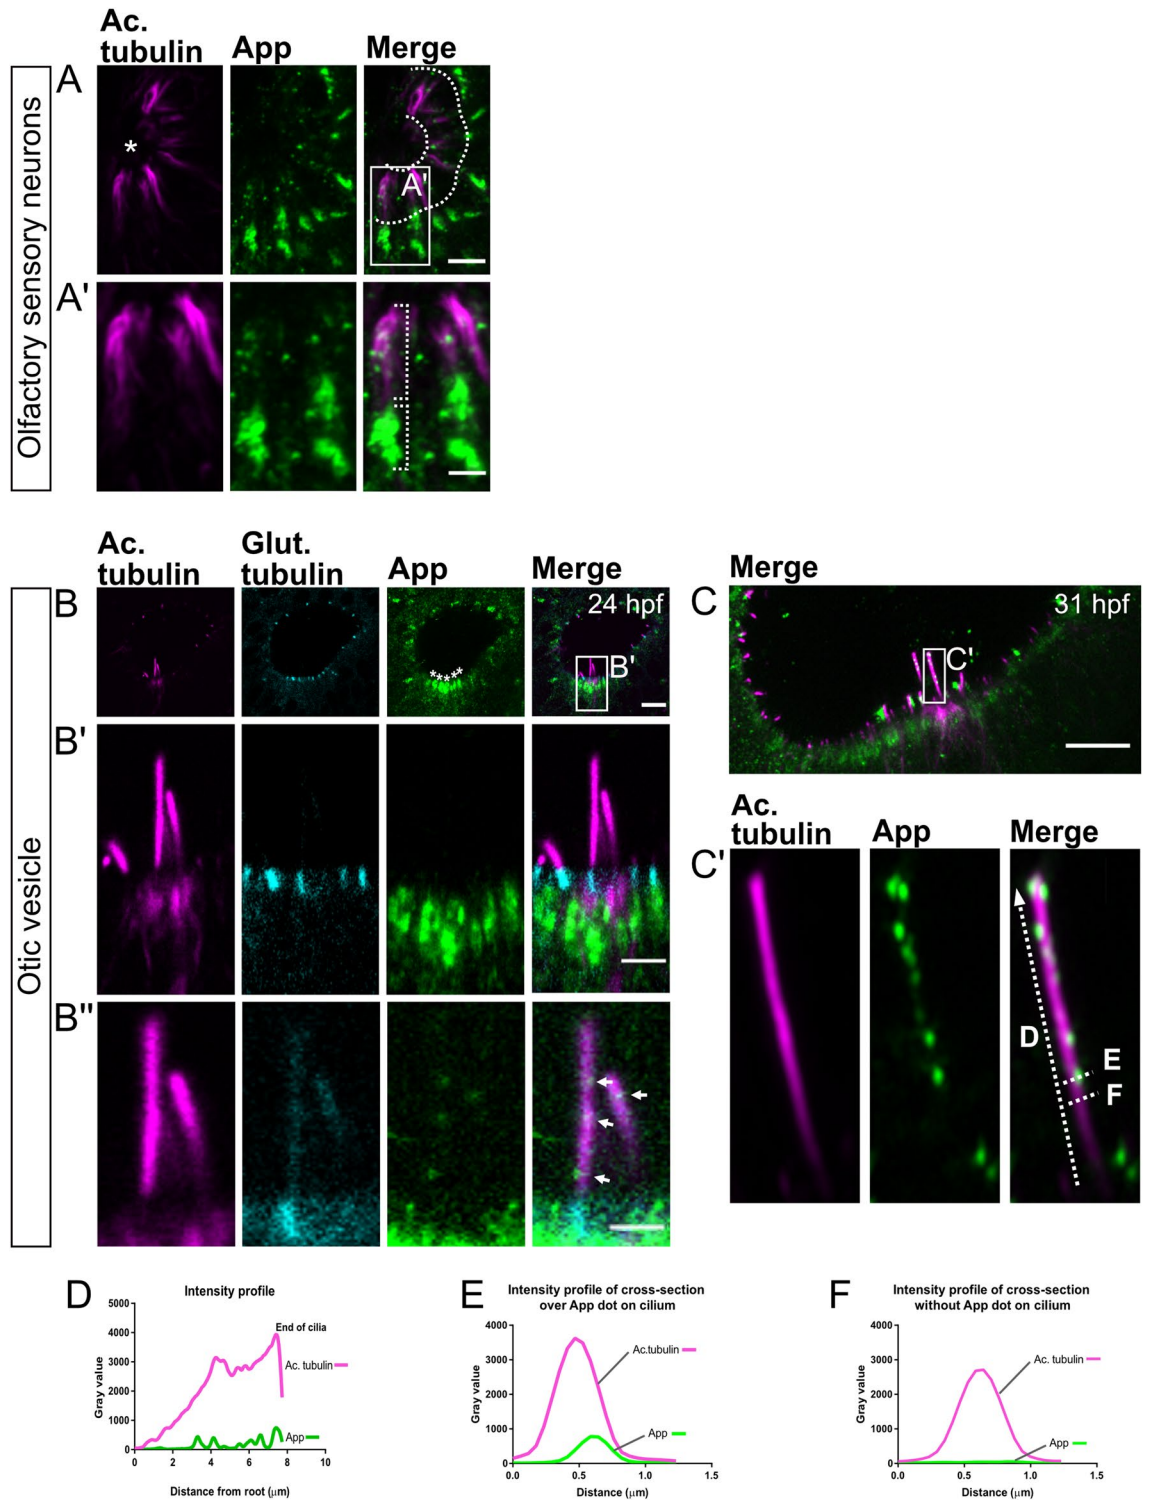 Ac.
tubulin
App
Merge
Olfactory sensory neurons
A
*
A'
A'
Ac.
tubulin
Glut.
tubulin
App
Merge
Otic vesicle
B
*****
24 hpf
B'
B'
B"
Merge
C
31 hpf
C'
Ac.
tubulin
App
Merge
C'
D
E
F
D
Intensity profile
5000
4000
3000
2000
1000
0
Gray value
End of cilia
Ac. tubulin
App
0 2 4 6 8 10
Distance from root (μm)
E
Intensity profile of cross-section
over App dot on cilium
4000
3000
2000
1000
0
Gray value
Ac.tubulin
App
0.0 0.5 1.0 1.5
Distance (μm)
F
Intensity profile of cross-section
without App dot on cilium
4000
3000
2000
1000
0
Gray value
Ac. tubulin
App
0.0 0.5 1.0 1.5
Distance (μm)